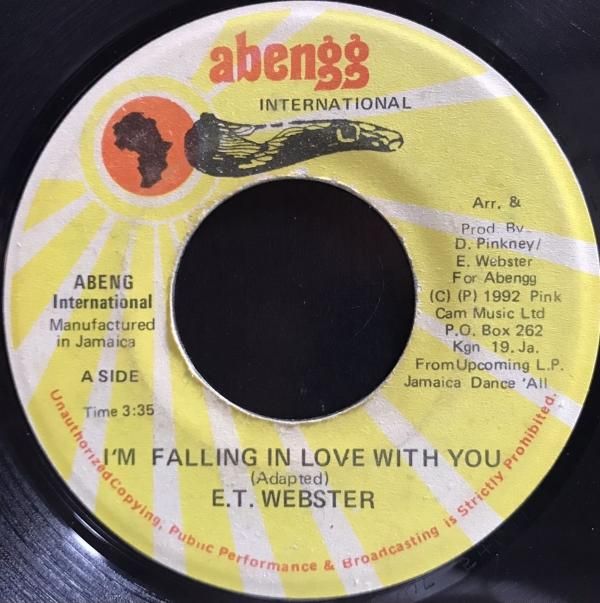 abengg
INTERNATIONAL
Arr. &
Prod By
D. Pinkney/
E. Webster
For Abengg
(C) (P) 1992 Pink
Cam Music Ltd
P.O. Box 262
Kgn 19. Ja.
From Upcoming L.P.
Jamaica Dance 'All
ABENG
International
Manufactured
in Jamaica
A SIDE
Time 3:35
I'M FALLING IN LOVE WITH YOU
(Adapted)
E.T. WEBSTER
Unauthorized Copying, Public Performance & Broadcasting is Strictly Prohibited.